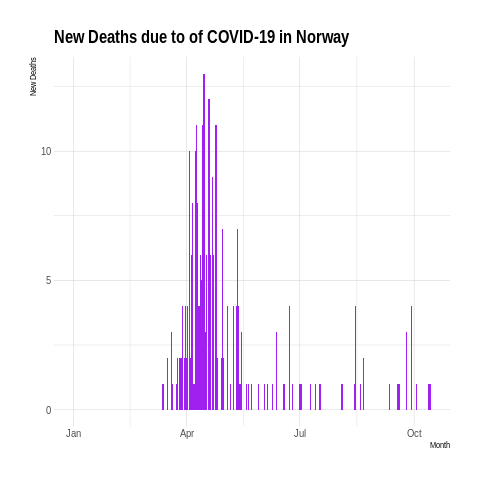 New Deaths due to of COVID-19 in Norway
New Deaths
10
5
0
Jan Apr Jul Oct
Month